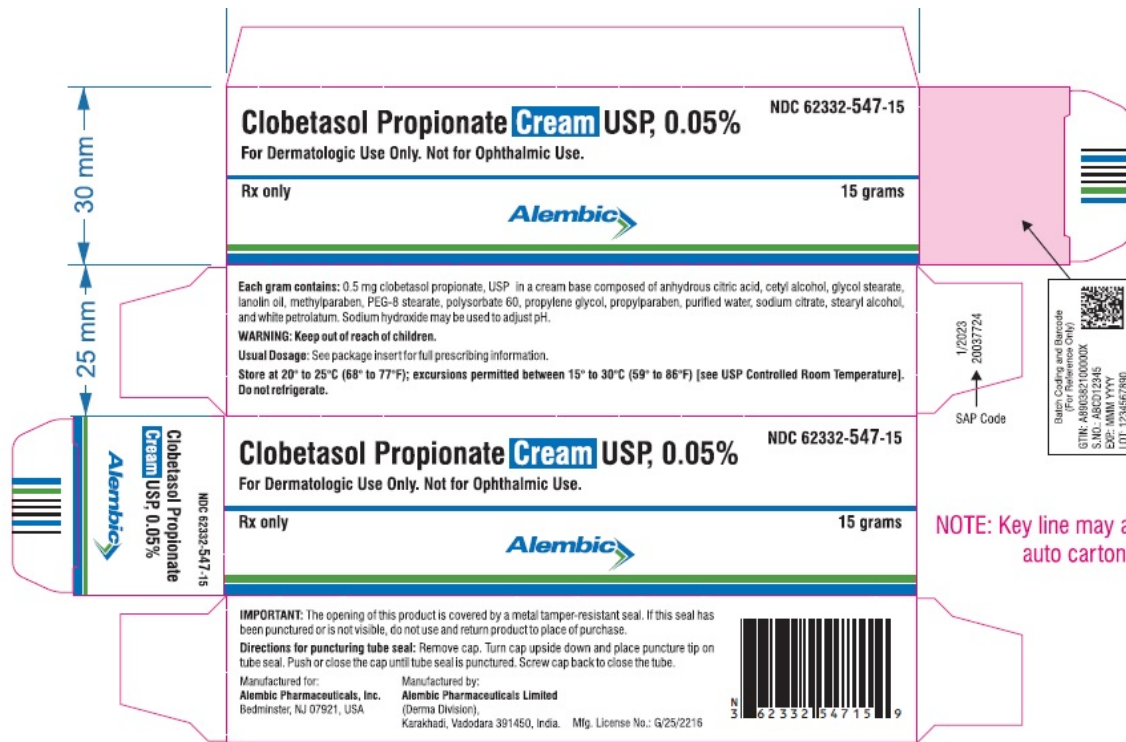 Clobetasol Propionate Cream USP, 0.05%
NDC 62332-547-15
For Dermatologic Use Only. Not for Ophthalmic Use.
Rx only
15 grams
Alembic
30 mm
25 mm
Each gram contains: 0.5 mg clobetasol propionate, USP in a cream base composed of anhydrous citric acid, cetyl alcohol, glycol stearate,
lanolin oil, methylparaben, PEG-8 stearate, polysorbate 60, propylene glycol, propylparaben, purified water, sodium citrate, stearyl alcohol,
and white petrolatum. Sodium hydroxide may be used to adjust pH.
WARNING: Keep out of reach of children.
Usual Dosage: See package insert for full prescribing information.
Store at 20° to 25°C (68° to 77°F); excursions permitted between 15° to 30°C (59° to 86°F) [see USP Controlled Room Temperature].
Do not refrigerate.
1/2023
20037724
SAP Code
Batch Coding and Barcode
(For Reference Only)
GTIN: A89038210000X
S.NO.: ABCD12345
EXP.: MMM YYYY
LOT: 1234567890
NDC 62332-547-15
Clobetasol Propionate
Cream USP, 0.05%
Alembic
Clobetasol Propionate Cream USP, 0.05%
NDC 62332-547-15
For Dermatologic Use Only. Not for Ophthalmic Use.
Rx only
15 grams
Alembic
NOTE: Key line may a
auto carton
IMPORTANT: The opening of this product is covered by a metal tamper-resistant seal. If this seal has
been punctured or is not visible, do not use and return product to place of purchase.
Directions for puncturing tube seal: Remove cap. Turn cap upside down and place puncture tip on
tube seal. Push or close the cap until tube seal is punctured. Screw cap back to close the tube.
Manufactured for:
Alembic Pharmaceuticals, Inc.
Bedminster, NJ 07921, USA
Manufactured by:
Alembic Pharmaceuticals Limited
(Derma Division),
Karakhadi, Vadodara 391450, India. Mfg. License No.: G/25/2216
N
3 62332 54715 9